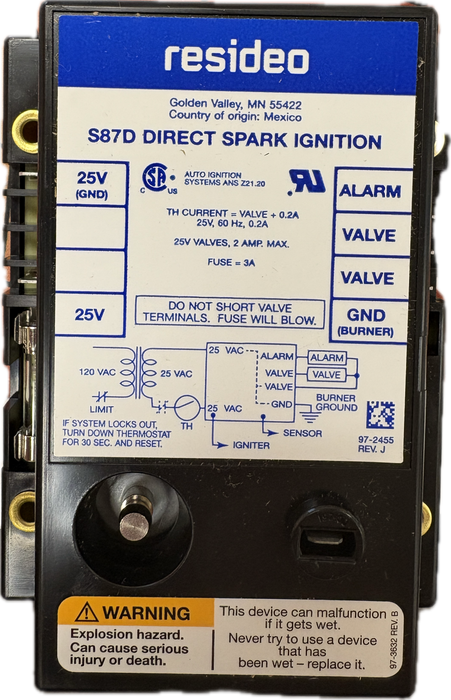 resideo
Golden Valley, MN 55422
Country of origin: Mexico
S87D DIRECT SPARK IGNITION
25V
(GND)
25V
CSA
C US
AUTO IGNITION
SYSTEMS ANS Z21.20
RU
TH CURRENT = VALVE + 0.2A
25V, 60 Hz, 0.2A
25V VALVES, 2 AMP. MAX.
FUSE = 3A
DO NOT SHORT VALVE
TERMINALS. FUSE WILL BLOW.
ALARM
VALVE
VALVE
GND
(BURNER)
120 VAC
25 VAC
LIMIT
TH
25 VAC
25 VAC
ALARM
VALVE
VALVE
GND
ALARM
VALVE
BURNER
GROUND
SENSOR
IGNITER
IF SYSTEM LOCKS OUT,
TURN DOWN THERMOSTAT
FOR 30 SEC. AND RESET.
97-2455
REV. J
WARNING
Explosion hazard.
Can cause serious
injury or death.
This device can malfunction
if it gets wet.
Never try to use a device
that has
been wet – replace it.
97-3632 REV. B